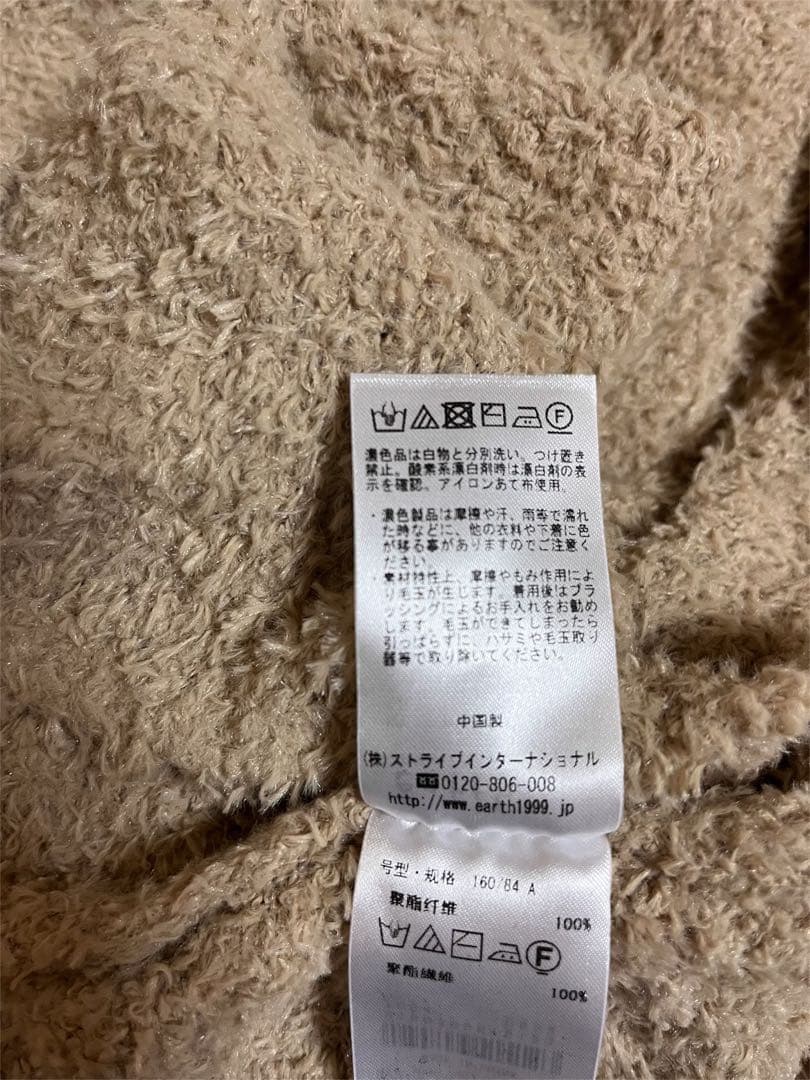 濃色品は白物と分別洗い。つけ置き
禁止。酸素系漂白剤時は漂白剤の表
示を確認。アイロンあて布使用。
・濃色製品は摩擦や汗、雨等で濡れ
た時などに、他の衣料や下着に色
が移る事がありますのでご注意く
ださい。
・素材特性上、摩擦やもみ作用によ
り毛玉が生じます。着用後はブラ
ッシングによるお手入れをお勧め
します。毛玉ができてしまったら
引っぱらずに、ハサミや毛玉取り
器等で取り除いてください。
中国製
(株)ストライプインターナショナル
0120-806-008
http://www.earth1999.jp
号型・规格 160/84 A
聚酯纤维 100%
F
聚酯纖維 100%